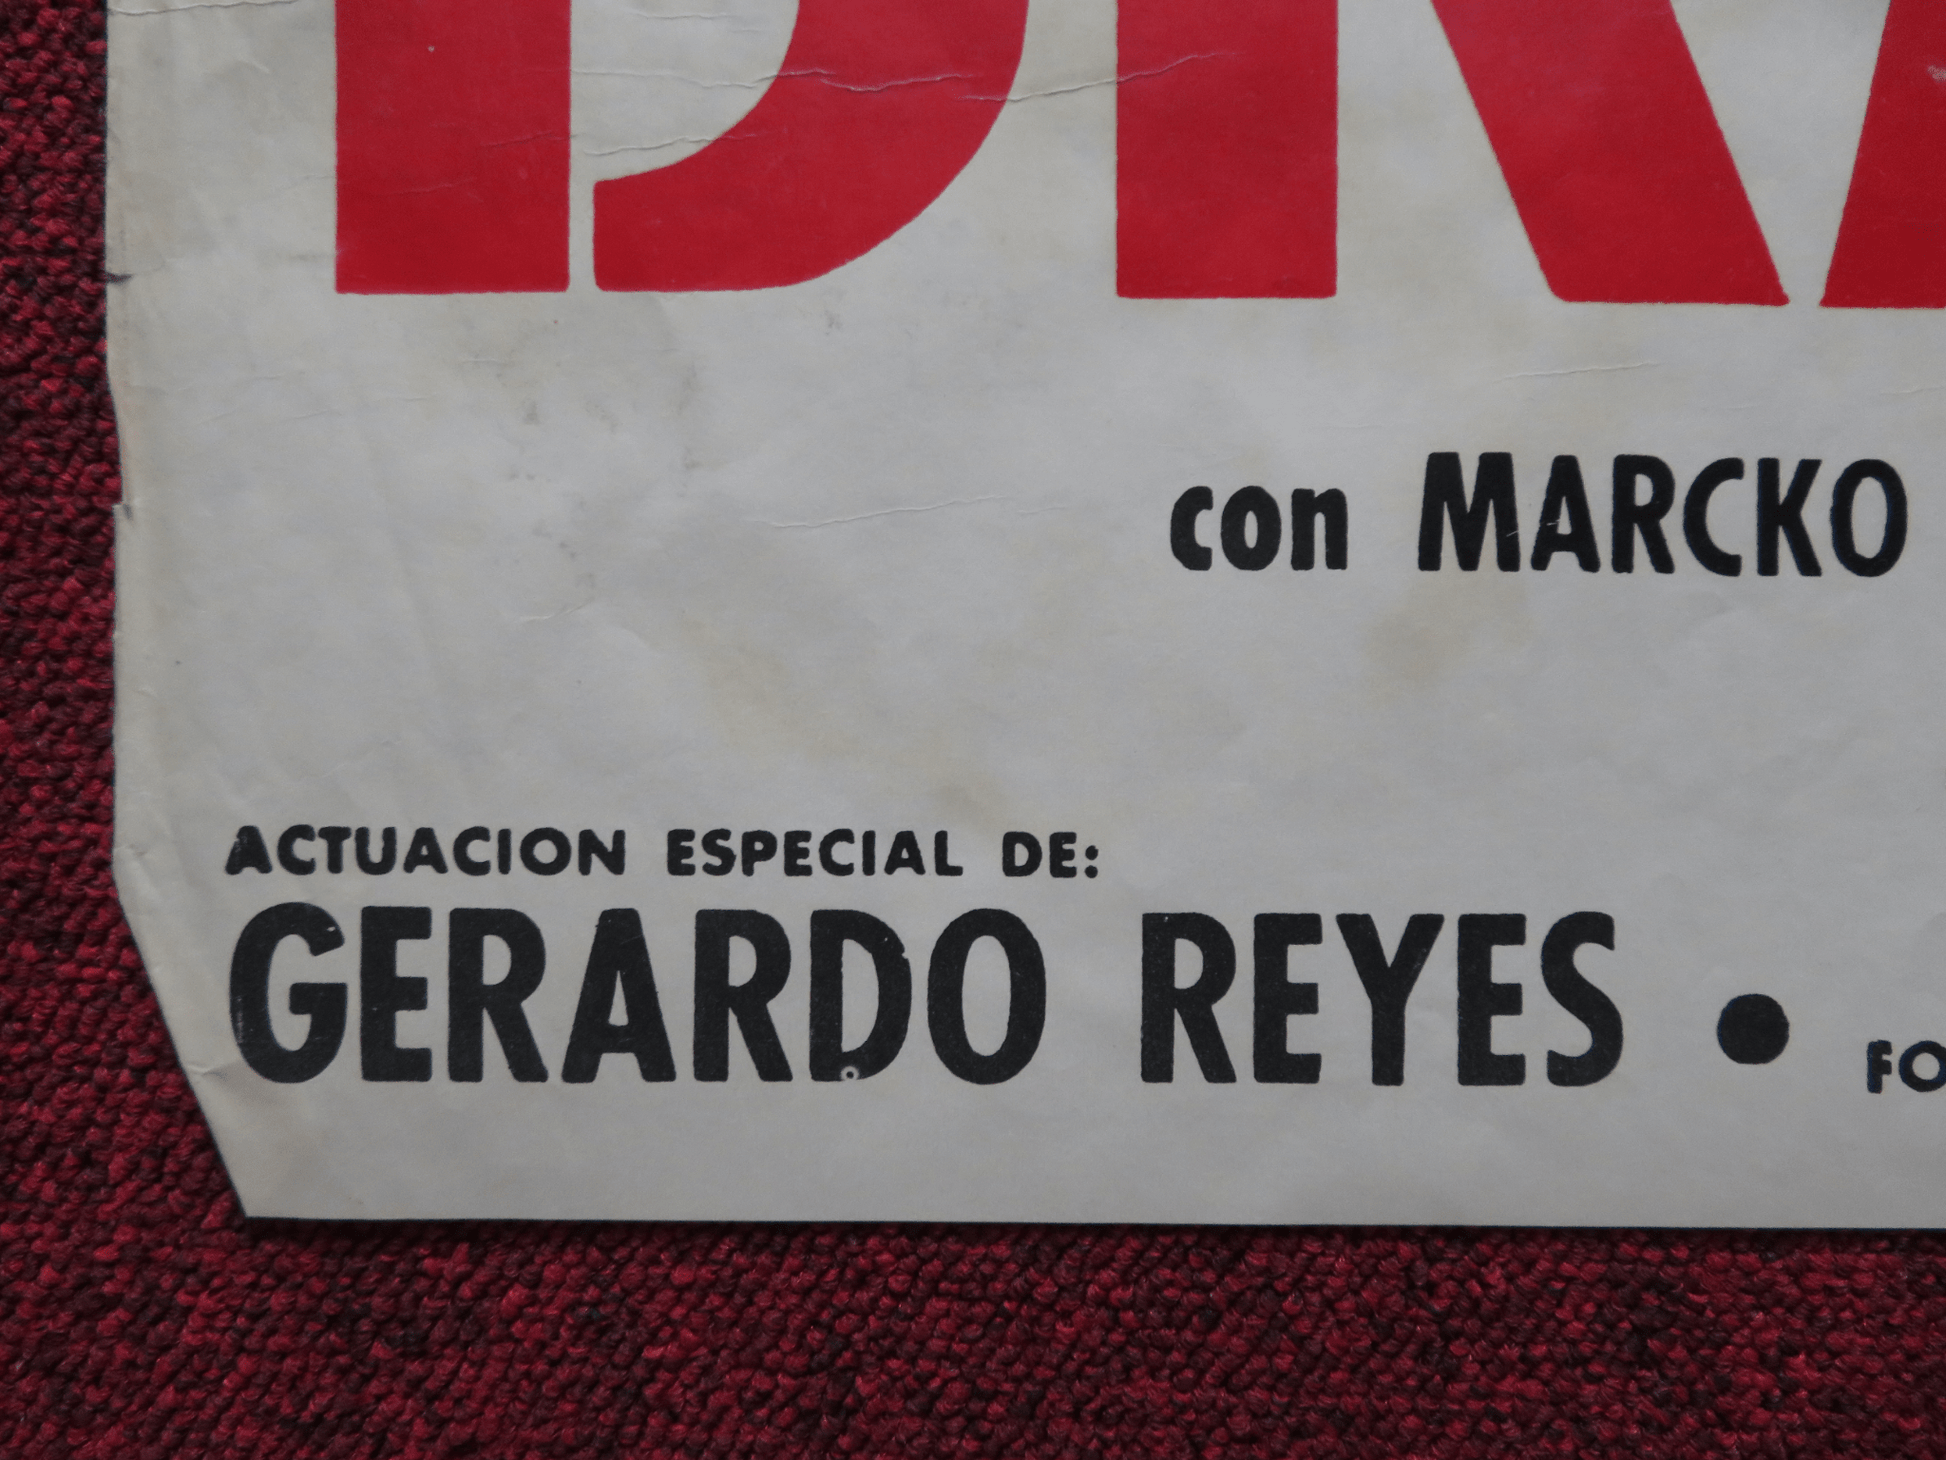 con MARCKO
ACTUACION ESPECIAL DE:
GERARDO REYES •